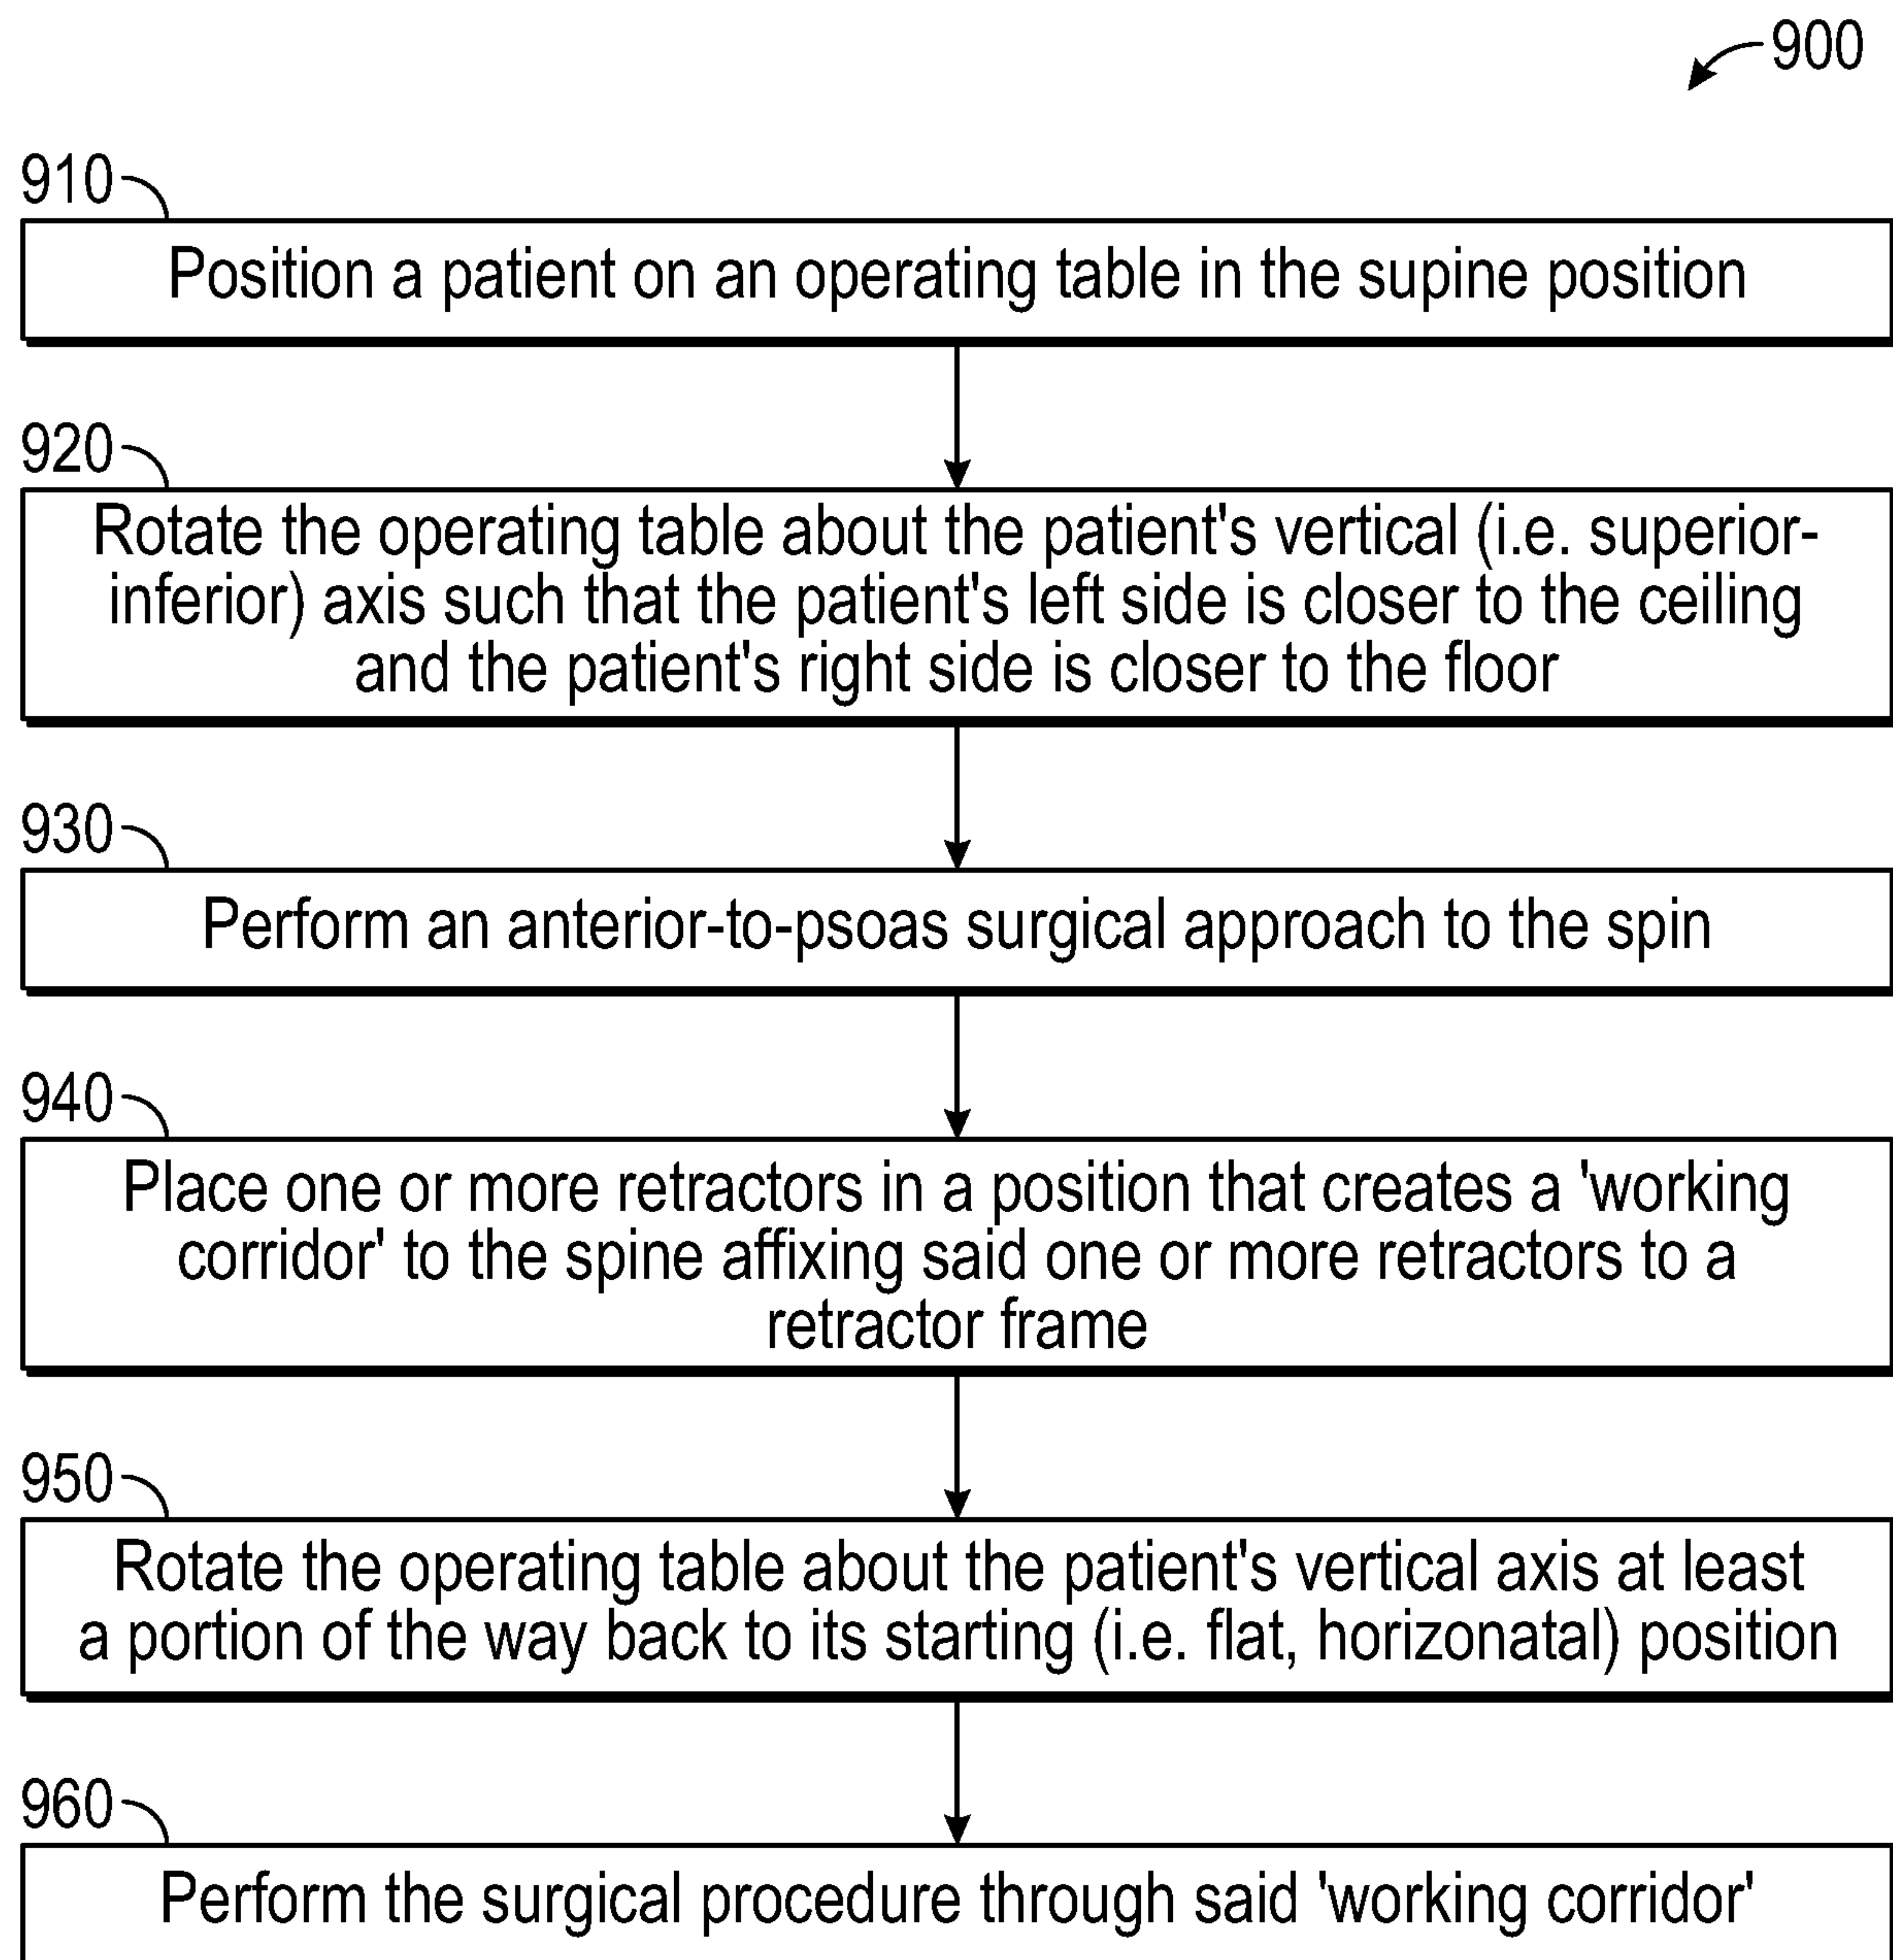 900
910
Position a patient on an operating table in the supine position
920
Rotate the operating table about the patient's vertical (i.e. superior-
inferior) axis such that the patient's left side is closer to the ceiling
and the patient's right side is closer to the floor
930
Perform an anterior-to-psoas surgical approach to the spin
940
Place one or more retractors in a position that creates a 'working
corridor' to the spine affixing said one or more retractors to a
retractor frame
950
Rotate the operating table about the patient's vertical axis at least
a portion of the way back to its starting (i.e. flat, horizonatal) position
960
Perform the surgical procedure through said 'working corridor'